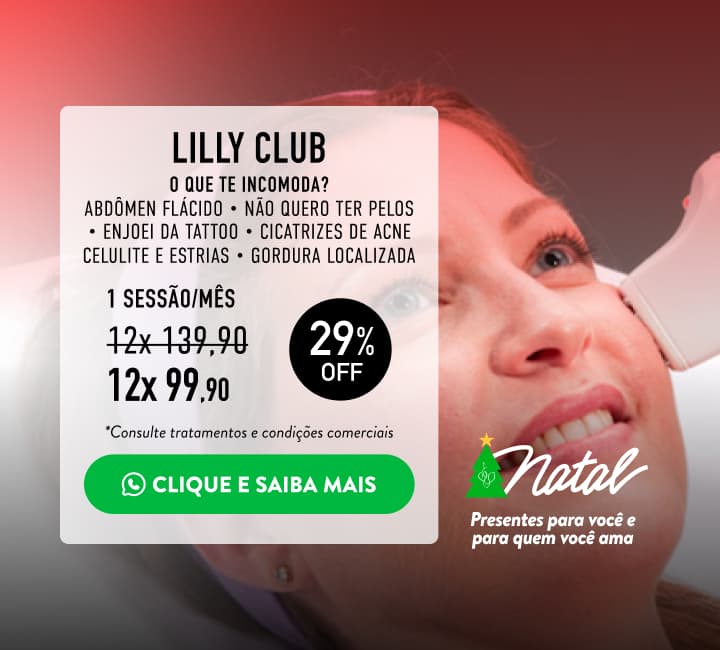 LILLY CLUB
O QUE TE INCOMODA?
ABDÔMEN FLÁCIDO • NÃO QUERO TER PELOS
• ENJOEI DA TATTOO • CICATRIZES DE ACNE
CELULITE E ESTRIAS • GORDURA LOCALIZADA
1 SESSÃO/MÊS
12x 139,90
12x 99,90
29%
OFF
*Consulte tratamentos e condições comerciais
CLIQUE E SAIBA MAIS
Natal
Presentes para você e
para quem você ama